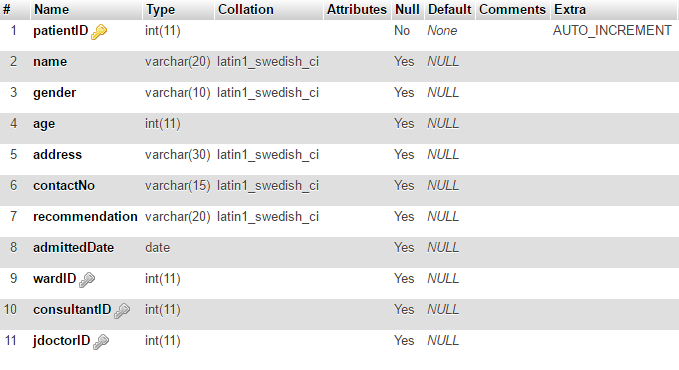 # Name Type Collation Attributes Null Default Comments Extra
1 patientID int(11) No None AUTO_INCREMENT
2 name varchar(20) latin1_swedish_ci Yes NULL
3 gender varchar(10) latin1_swedish_ci Yes NULL
4 age int(11) Yes NULL
5 address varchar(30) latin1_swedish_ci Yes NULL
6 contactNo varchar(15) latin1_swedish_ci Yes NULL
7 recommendation varchar(20) latin1_swedish_ci Yes NULL
8 admittedDate date Yes NULL
9 wardID int(11) Yes NULL
10 consultantID int(11) Yes NULL
11 jdoctorID int(11) Yes NULL